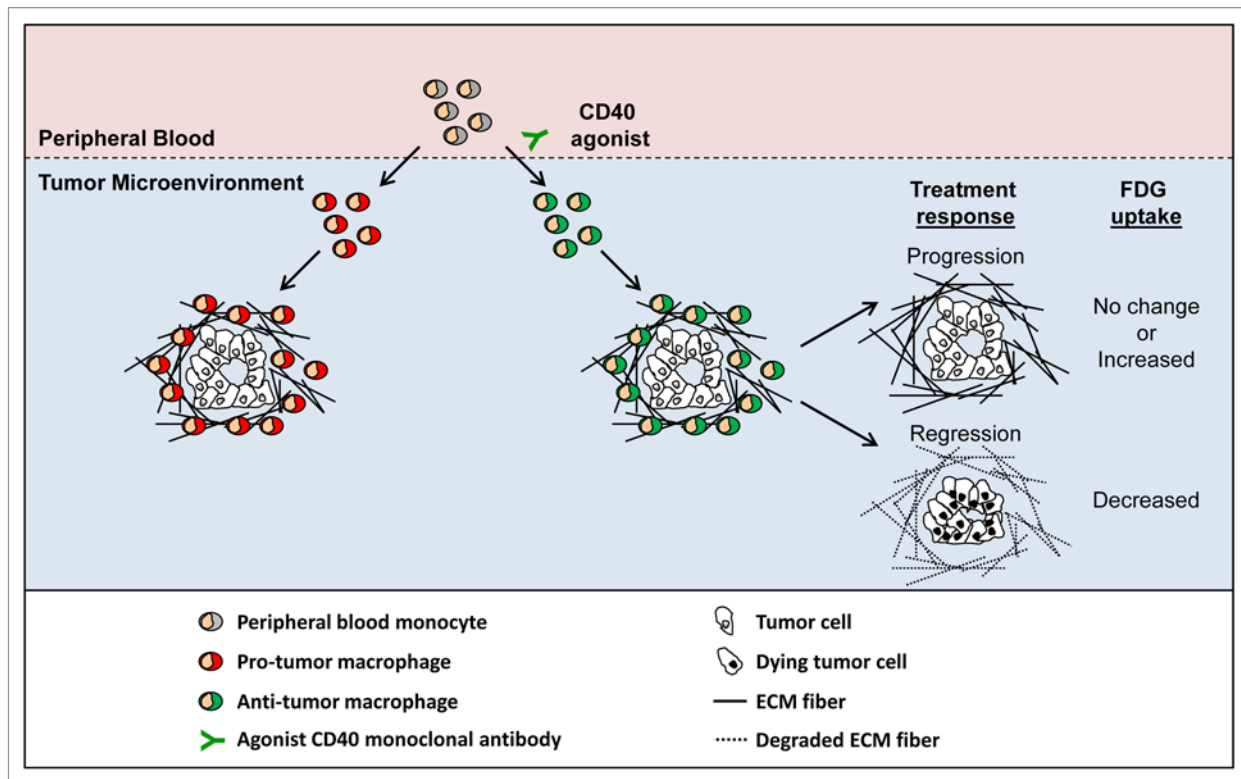 CD40
agonist
Peripheral Blood
Tumor Microenvironment
Treatment
response
FDG
uptake
Progression
No change
or
Increased
Regression
Decreased
Peripheral blood monocyte
Pro-tumor macrophage
Anti-tumor macrophage
Agonist CD40 monoclonal antibody
Tumor cell
Dying tumor cell
ECM fiber
Degraded ECM fiber